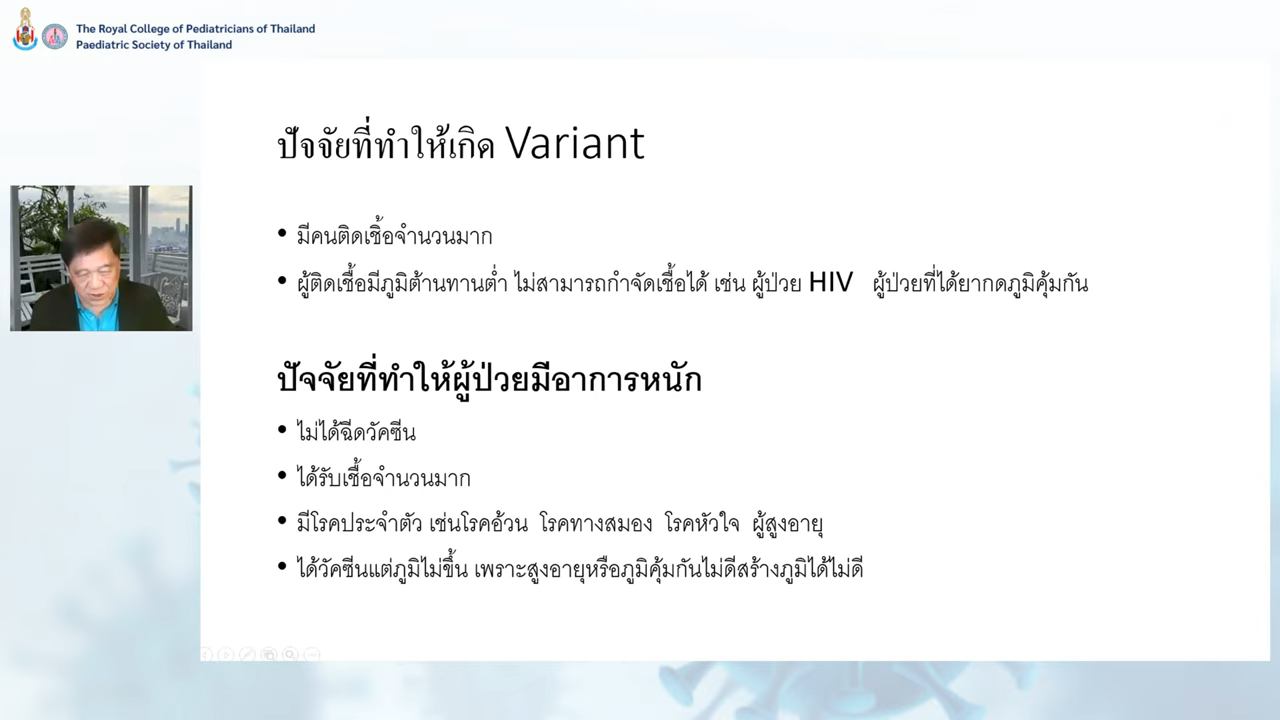 The Royal College of Pediatricians of Thailand
Paediatric Society of Thailand
ปัจจัยที่ทำให้เกิด Variant
• มีคนติดเชื้อจำนวนมาก
• ผู้ติดเชื้อมีภูมิต้านทานต่ำ ไม่สามารถกำจัดเชื้อได้ เช่น ผู้ป่วย HIV ผู้ป่วยที่ได้ยากดภูมิคุ้มกัน
ปัจจัยที่ทำให้ผู้ป่วยมีอาการหนัก
• ไม่ได้ฉีดวัคซีน
• ได้รับเชื้อจำนวนมาก
• มีโรคประจำตัว เช่นโรคอ้วน โรคทางสมอง โรคหัวใจ ผู้สูงอายุ
• ได้วัคซีนแต่ภูมิไม่ขึ้น เพราะสูงอายุหรือภูมิคุ้มกันไม่ดีสร้างภูมิได้ไม่ดี